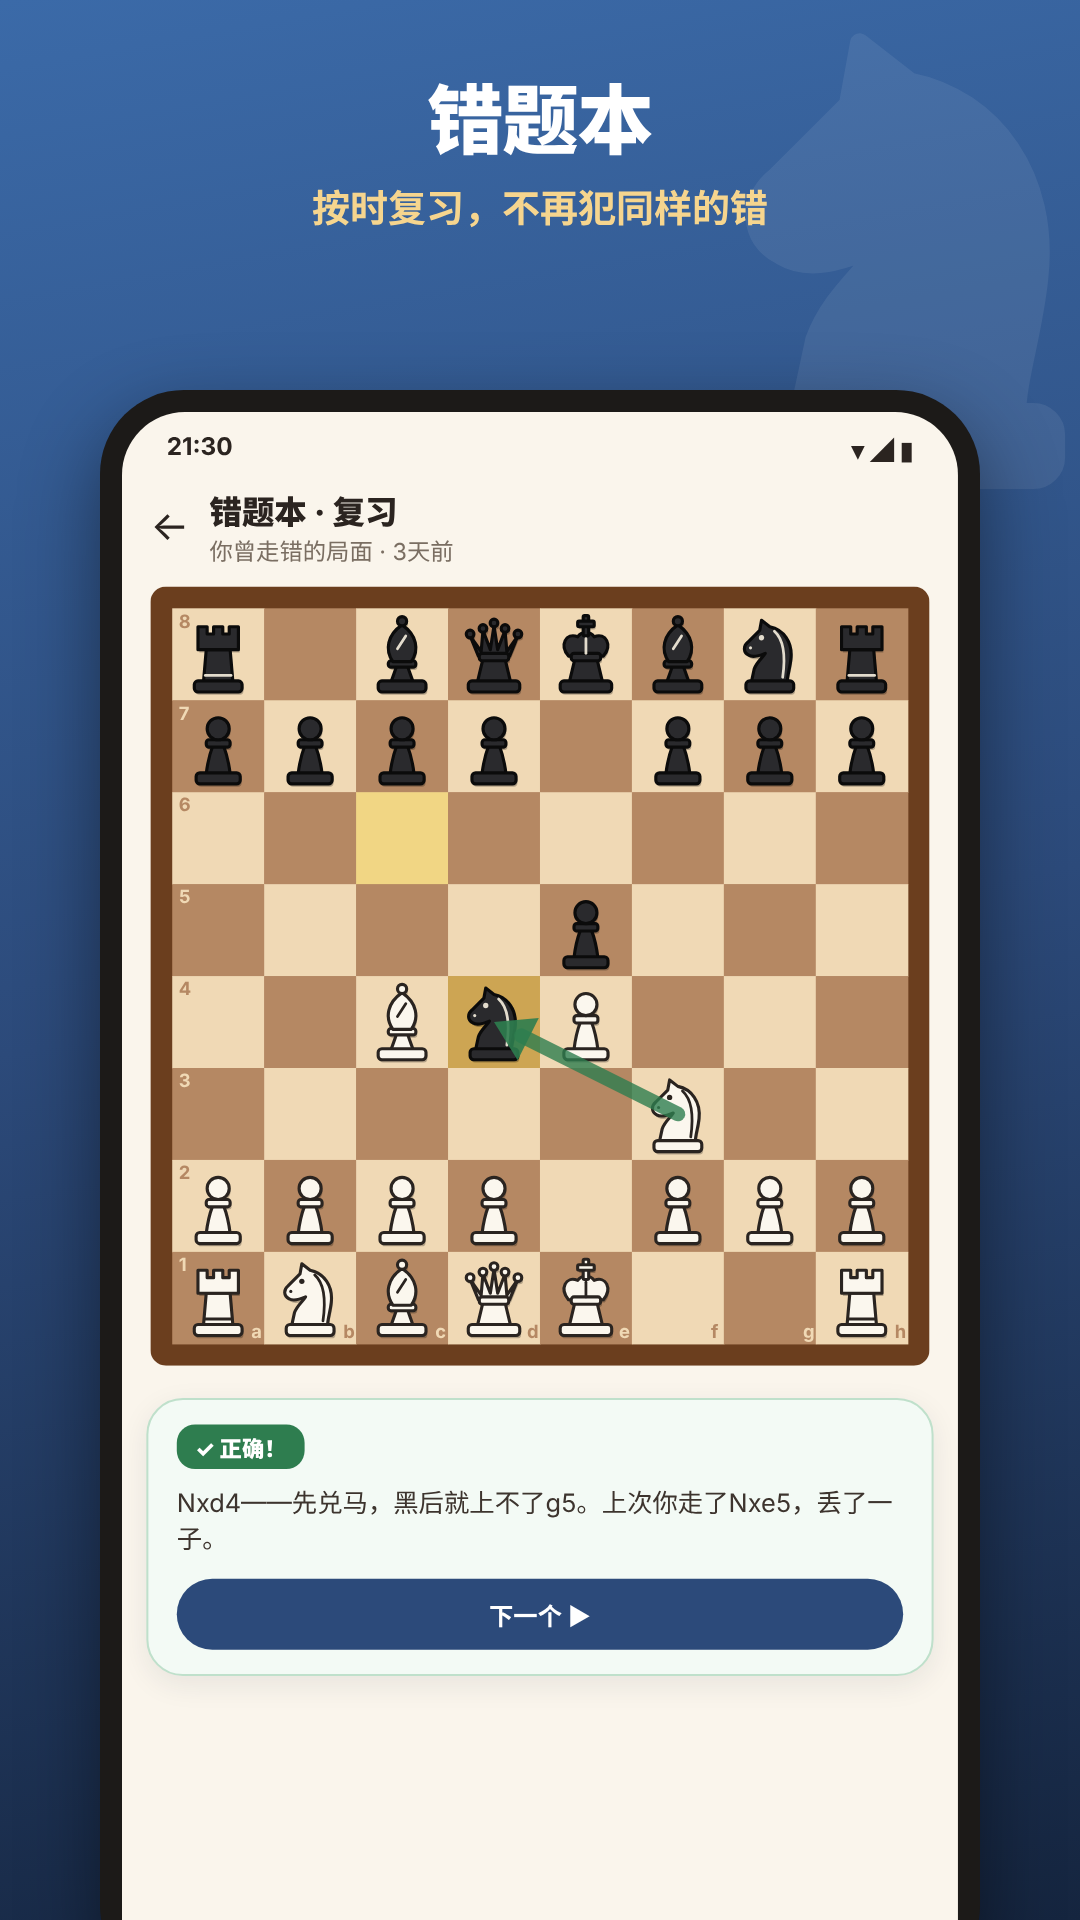 错题本
按时复习，不再犯同样的错
21:30
错题本 · 复习
你曾走错的局面 · 3天前
8
7
6
5
4
3
2
1
a b c d e f g h
✓ 正确！
Nxd4——先兑马，黑后就上不了g5。上次你走了Nxe5，丢了一
子。
下一个 ▶